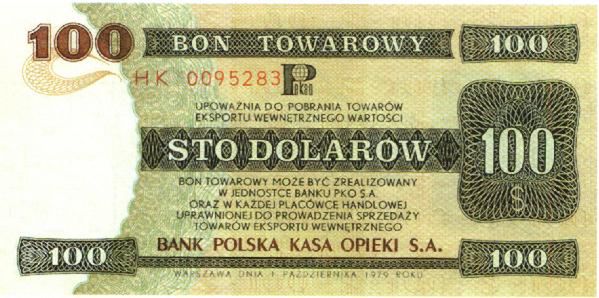 100 BON TOWAROWY 100
HK 0095283
UPOWAŻNIA DO POBRANIA TOWARÓW
EKSPORTU WEWNĘTRZNEGO WARTOŚCI
STO DOLARÓW 100
$
BON TOWAROWY MOŻE BYĆ ZREALIZOWANY
W JEDNOSTCE BANKU PKO S.A.
ORAZ W KAŻDEJ PLACÓWCE HANDLOWEJ
UPRAWNIONEJ DO PROWADZENIA SPRZEDAŻY
TOWARÓW EKSPORTU WEWNĘTRZNEGO
BANK POLSKA KASA OPIEKI S.A.
100 100
WARSZAWA DNIA 1 PAŹDZIERNIKA 1979 ROKU